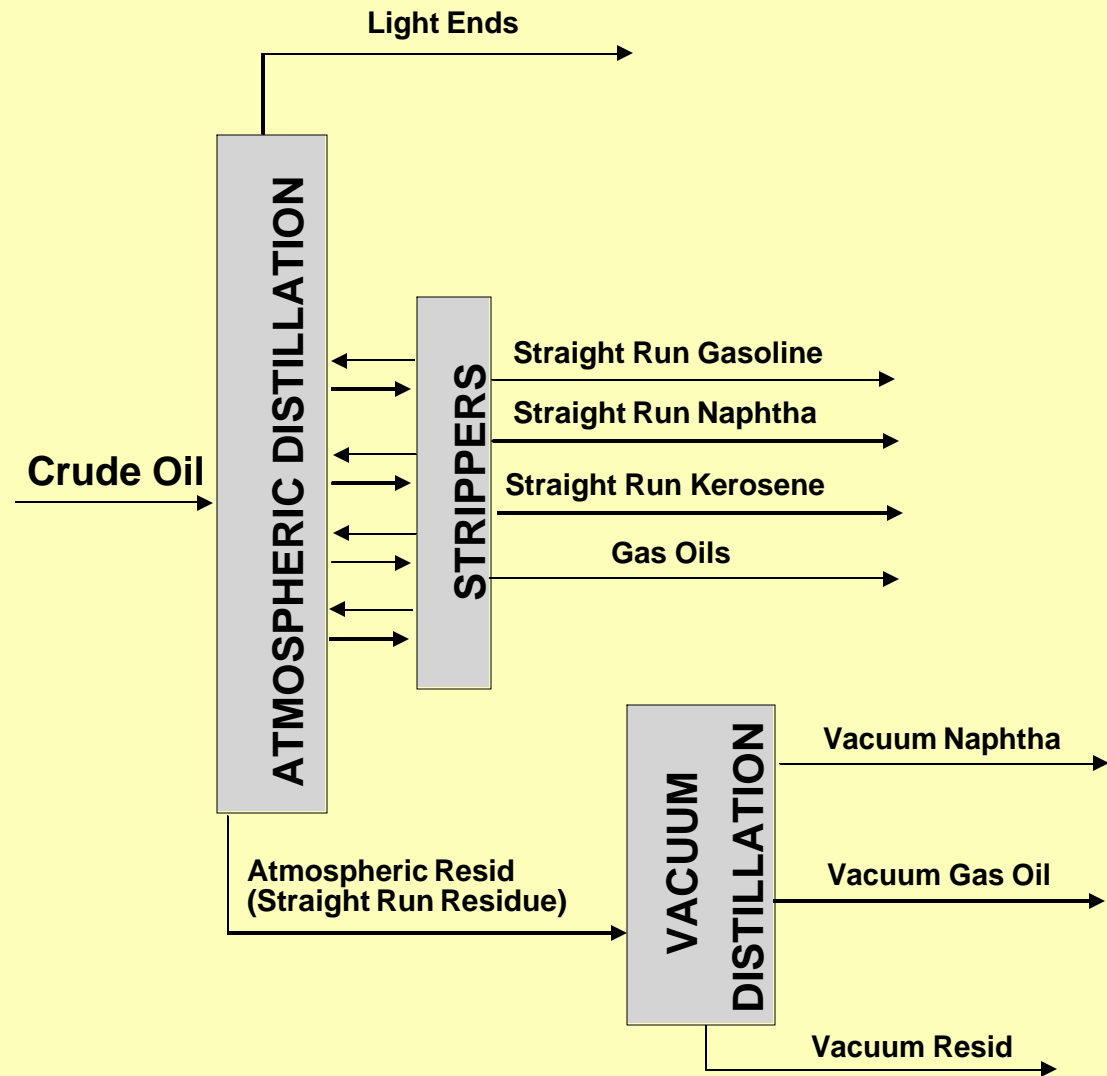 Light Ends
ATMOSPHERIC DISTILLATION
STRIPPERS
Straight Run Gasoline
Straight Run Naphtha
Crude Oil
Straight Run Kerosene
Gas Oils
VACUUM
DISTILLATION
Vacuum Naphtha
Atmospheric Resid
(Straight Run Residue)
Vacuum Gas Oil
Vacuum Resid